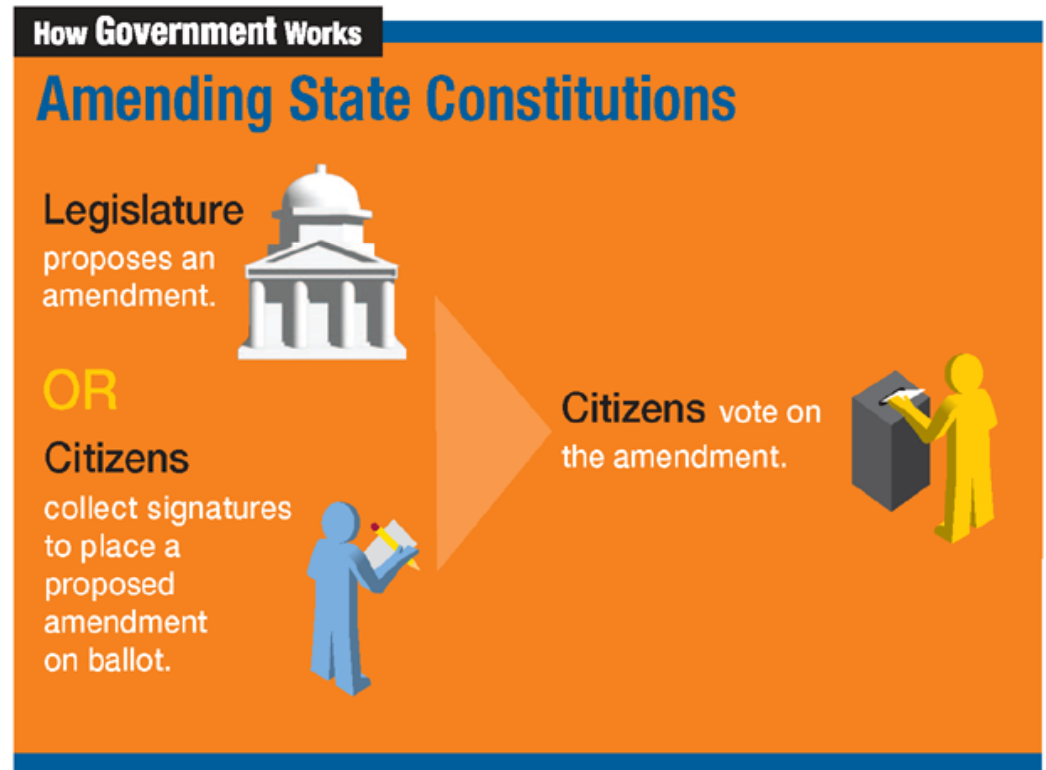 How Government Works
Amending State Constitutions
Legislature
proposes an
amendment.
OR
Citizens
collect signatures
to place a
proposed
amendment
on ballot.
Citizens vote on
the amendment.